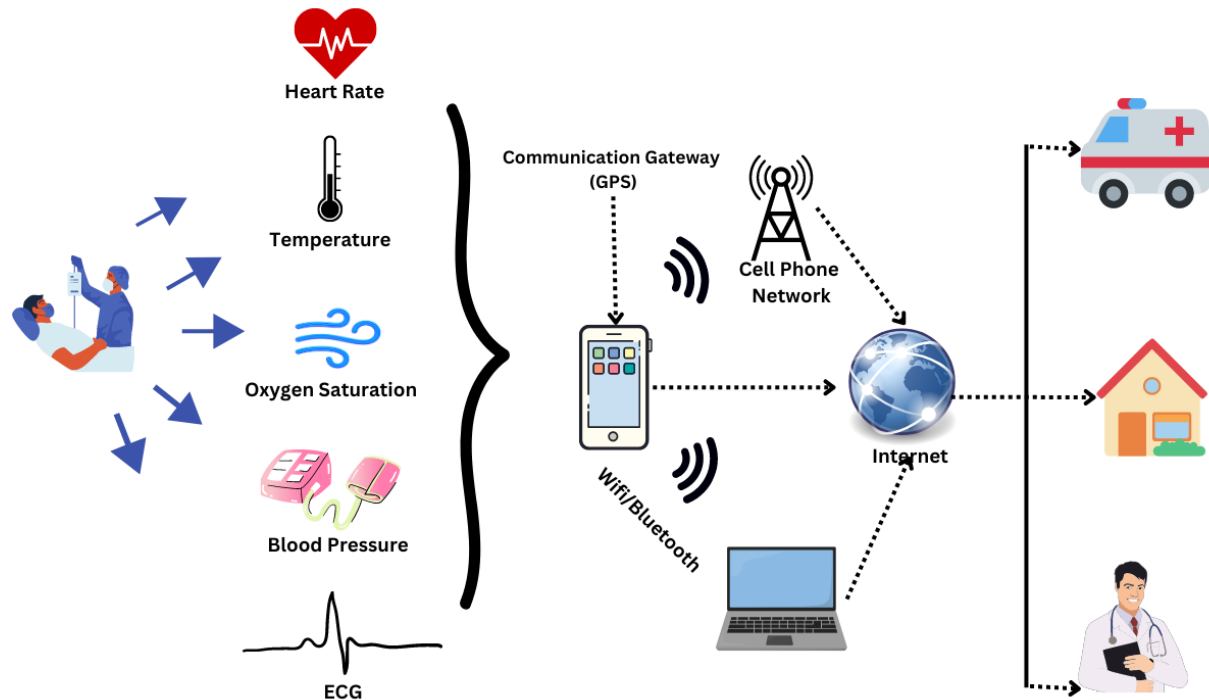 Heart Rate
Temperature
Oxygen Saturation
Blood Pressure
ECG
Communication Gateway
(GPS)
Cell Phone
Network
Wifi/Bluetooth
Internet